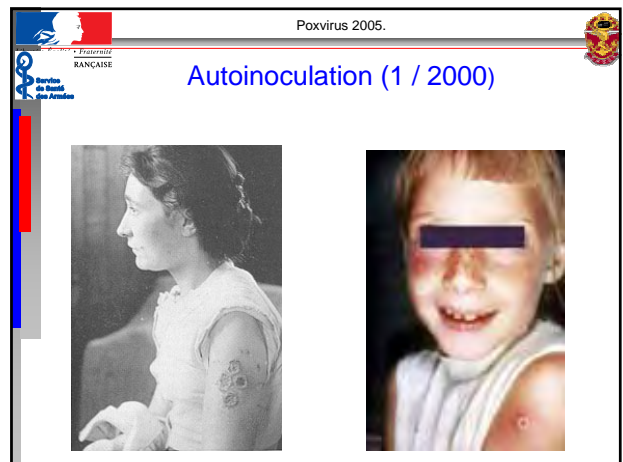 Poxvirus 2005.
Fraternité
RANÇAISE
Service
de Santé
des Armées
Autoinoculation (1 / 2000)